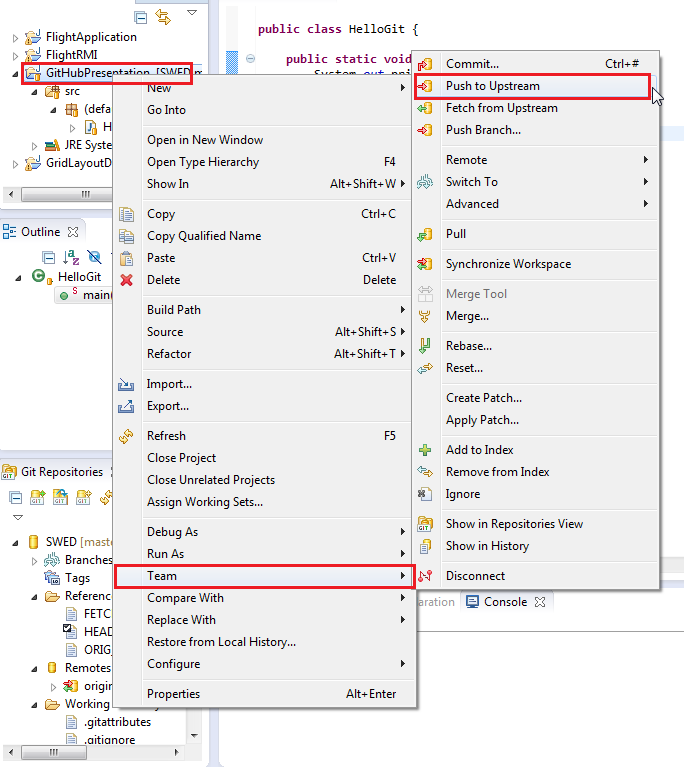 FlightApplication
FlightRMI
GitHubPresentation [SWED
src
(defa
H
JRE System
GridLayoutD
public class HelloGit {
public static void
System.out.pri
Outline
HelloGit
main(
Git Repositories
SWED [maste
Branches
Tags
Reference
FETC
HEAD
ORIG_
Remotes
origin
Working
.gitattributes
.gitignore
New
Go Into
Open in New Window
Open Type Hierarchy F4
Show In Alt+Shift+W
Copy Ctrl+C
Copy Qualified Name
Paste Ctrl+V
Delete Delete
Build Path
Source Alt+Shift+S
Refactor Alt+Shift+T
Import...
Export...
Refresh F5
Close Project
Close Unrelated Projects
Assign Working Sets...
Debug As
Run As
Team
Compare With
Replace With
Restore from Local History...
Configure
Properties Alt+Enter
Commit... Ctrl+#
Push to Upstream
Fetch from Upstream
Push Branch...
Remote
Switch To
Advanced
Pull
Synchronize Workspace
Merge Tool
Merge...
Rebase...
Reset...
Create Patch...
Apply Patch...
Add to Index
Remove from Index
Ignore
Show in Repositories View
Show in History
Disconnect
aration
Console